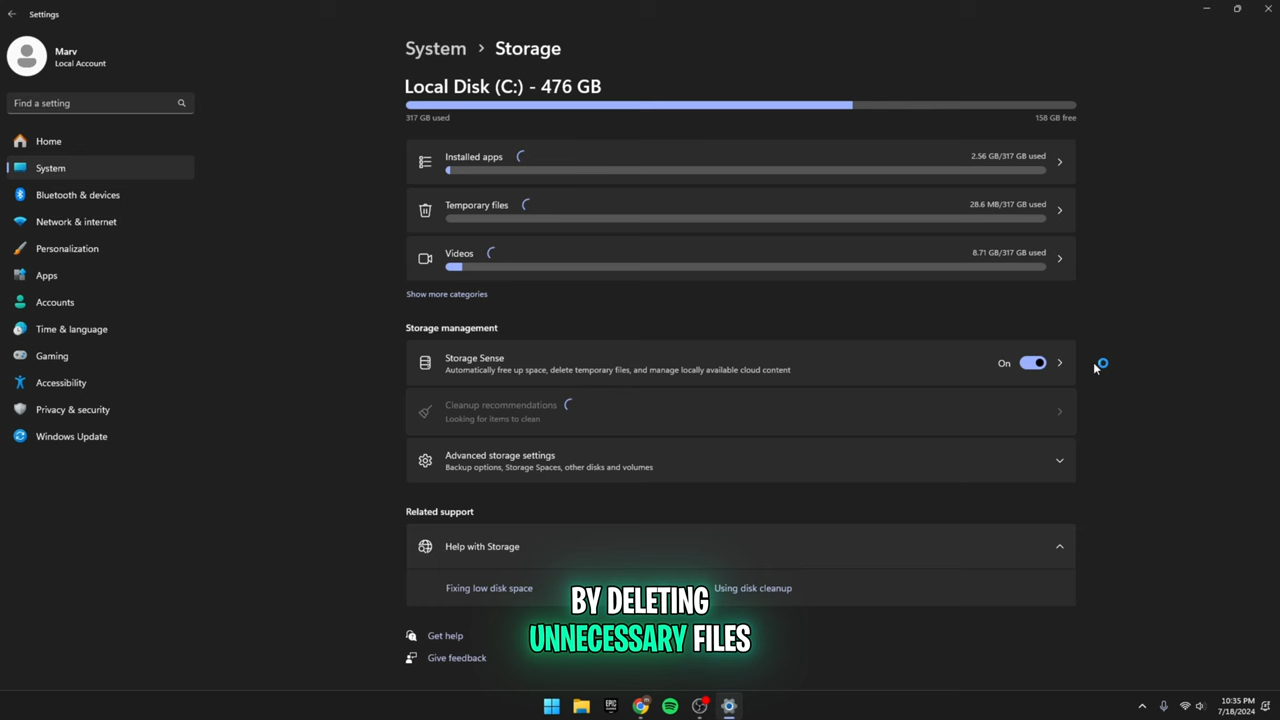 Settings
Marv
Local Account
Find a setting
Home
System
Bluetooth & devices
Network & internet
Personalization
Apps
Accounts
Time & language
Gaming
Accessibility
Privacy & security
Windows Update
System > Storage
Local Disk (C:) - 476 GB
317 GB used
158 GB free
Installed apps
2.56 GB/317 GB used
Temporary files
28.6 MB/317 GB used
Videos
8.71 GB/317 GB used
Show more categories
Storage management
Storage Sense
Automatically free up space, delete temporary files, and manage locally available cloud content
On
Cleanup recommendations
Looking for items to clean
Advanced storage settings
Backup options, Storage Spaces, other disks and volumes
Related support
Help with Storage
Fixing low disk space
Using disk cleanup
BY DELETING
UNNECESSARY FILES
Get help
Give feedback
EPIC
10:35 PM
7/18/2024